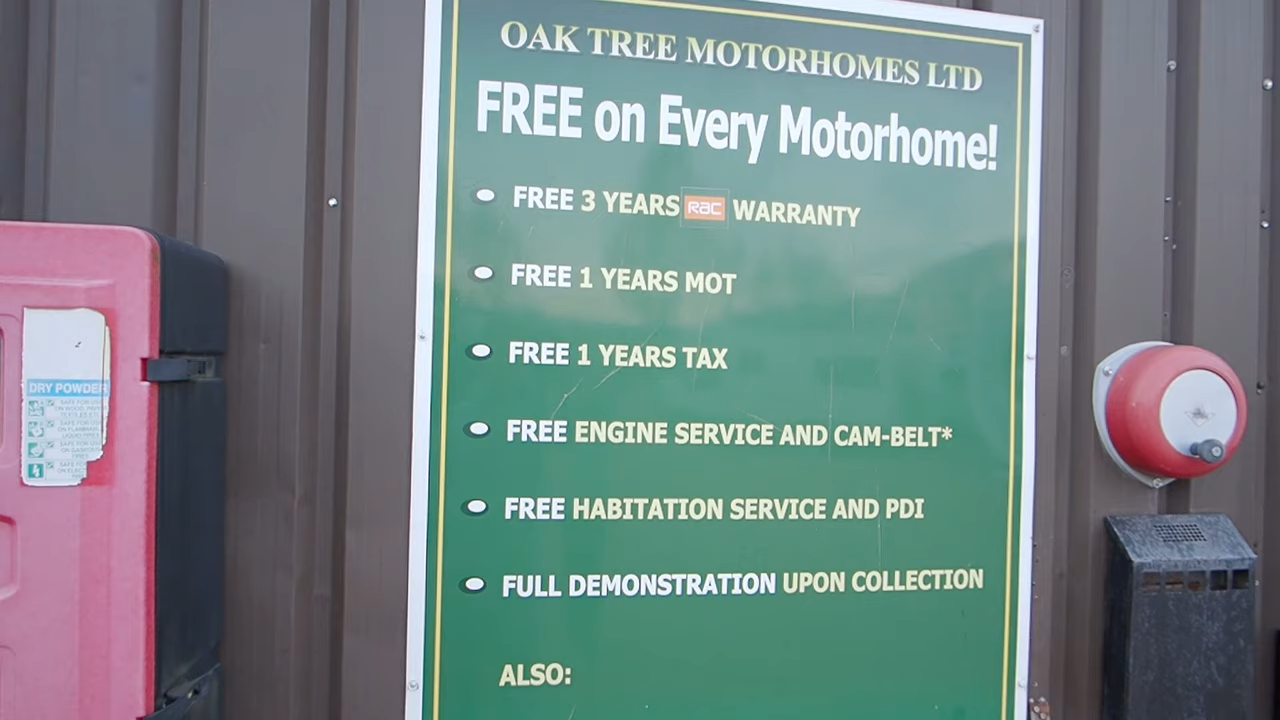 OAK TREE MOTORHOMES LTD
FREE on Every Motorhome!
FREE 3 YEARS RAC WARRANTY
FREE 1 YEARS MOT
FREE 1 YEARS TAX
FREE ENGINE SERVICE AND CAM-BELT*
FREE HABITATION SERVICE AND PDI
FULL DEMONSTRATION UPON COLLECTION
ALSO:
DRY POWDER